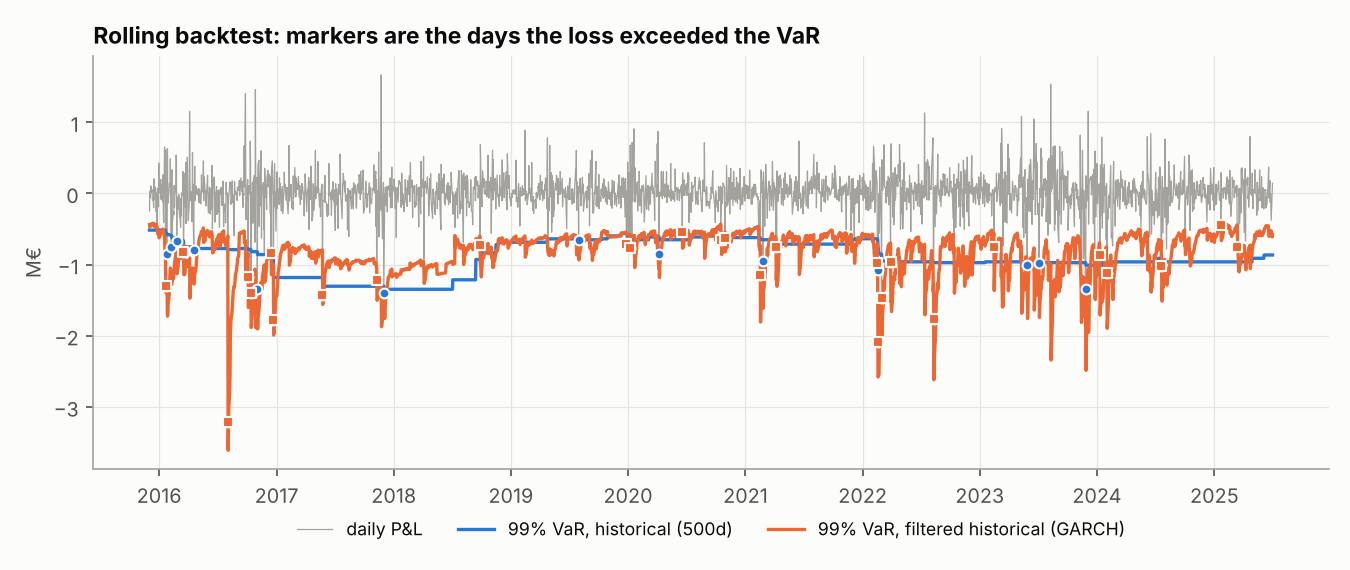 Rolling backtest: markers are the days the loss exceeded the VaR
M€
1
0
−1
−2
−3
2016 2017 2018 2019 2020 2021 2022 2023 2024 2025
daily P&L 99% VaR, historical (500d) 99% VaR, filtered historical (GARCH)